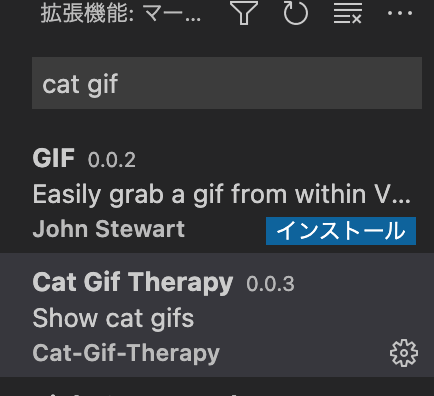 拡張機能: マー...
cat gif
GIF 0.0.2
Easily grab a gif from within V...
John Stewart
インストール
Cat Gif Therapy 0.0.3
Show cat gifs
Cat-Gif-Therapy